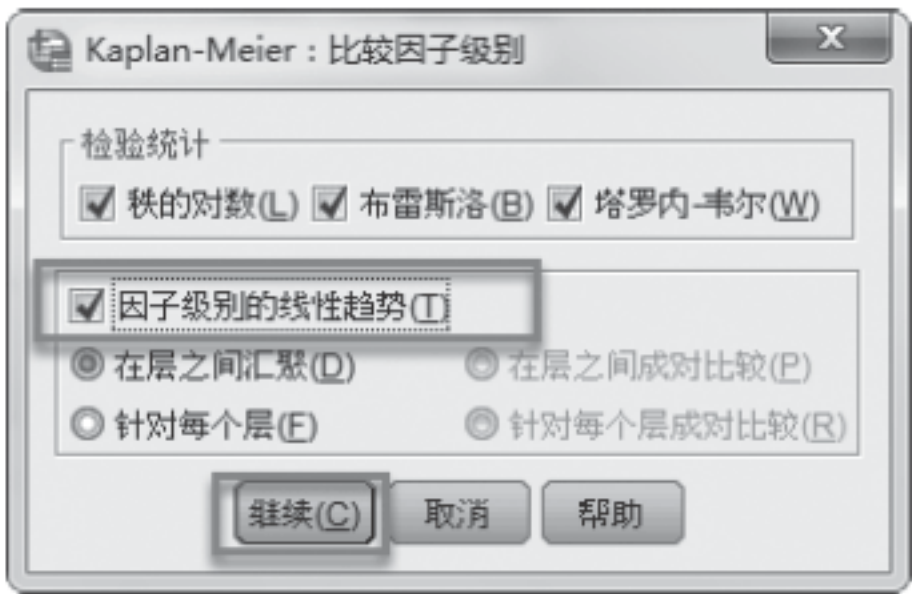 Kaplan-Meier：比较因子级别
检验统计
秩的对数(L) 布雷斯洛(B) 塔罗内-韦尔(W)
因子级别的线性趋势(T)
在层之间汇聚(D) 在层之间成对比较(P)
针对每个层(F) 针对每个层成对比较(R)
继续(C) 取消 帮助